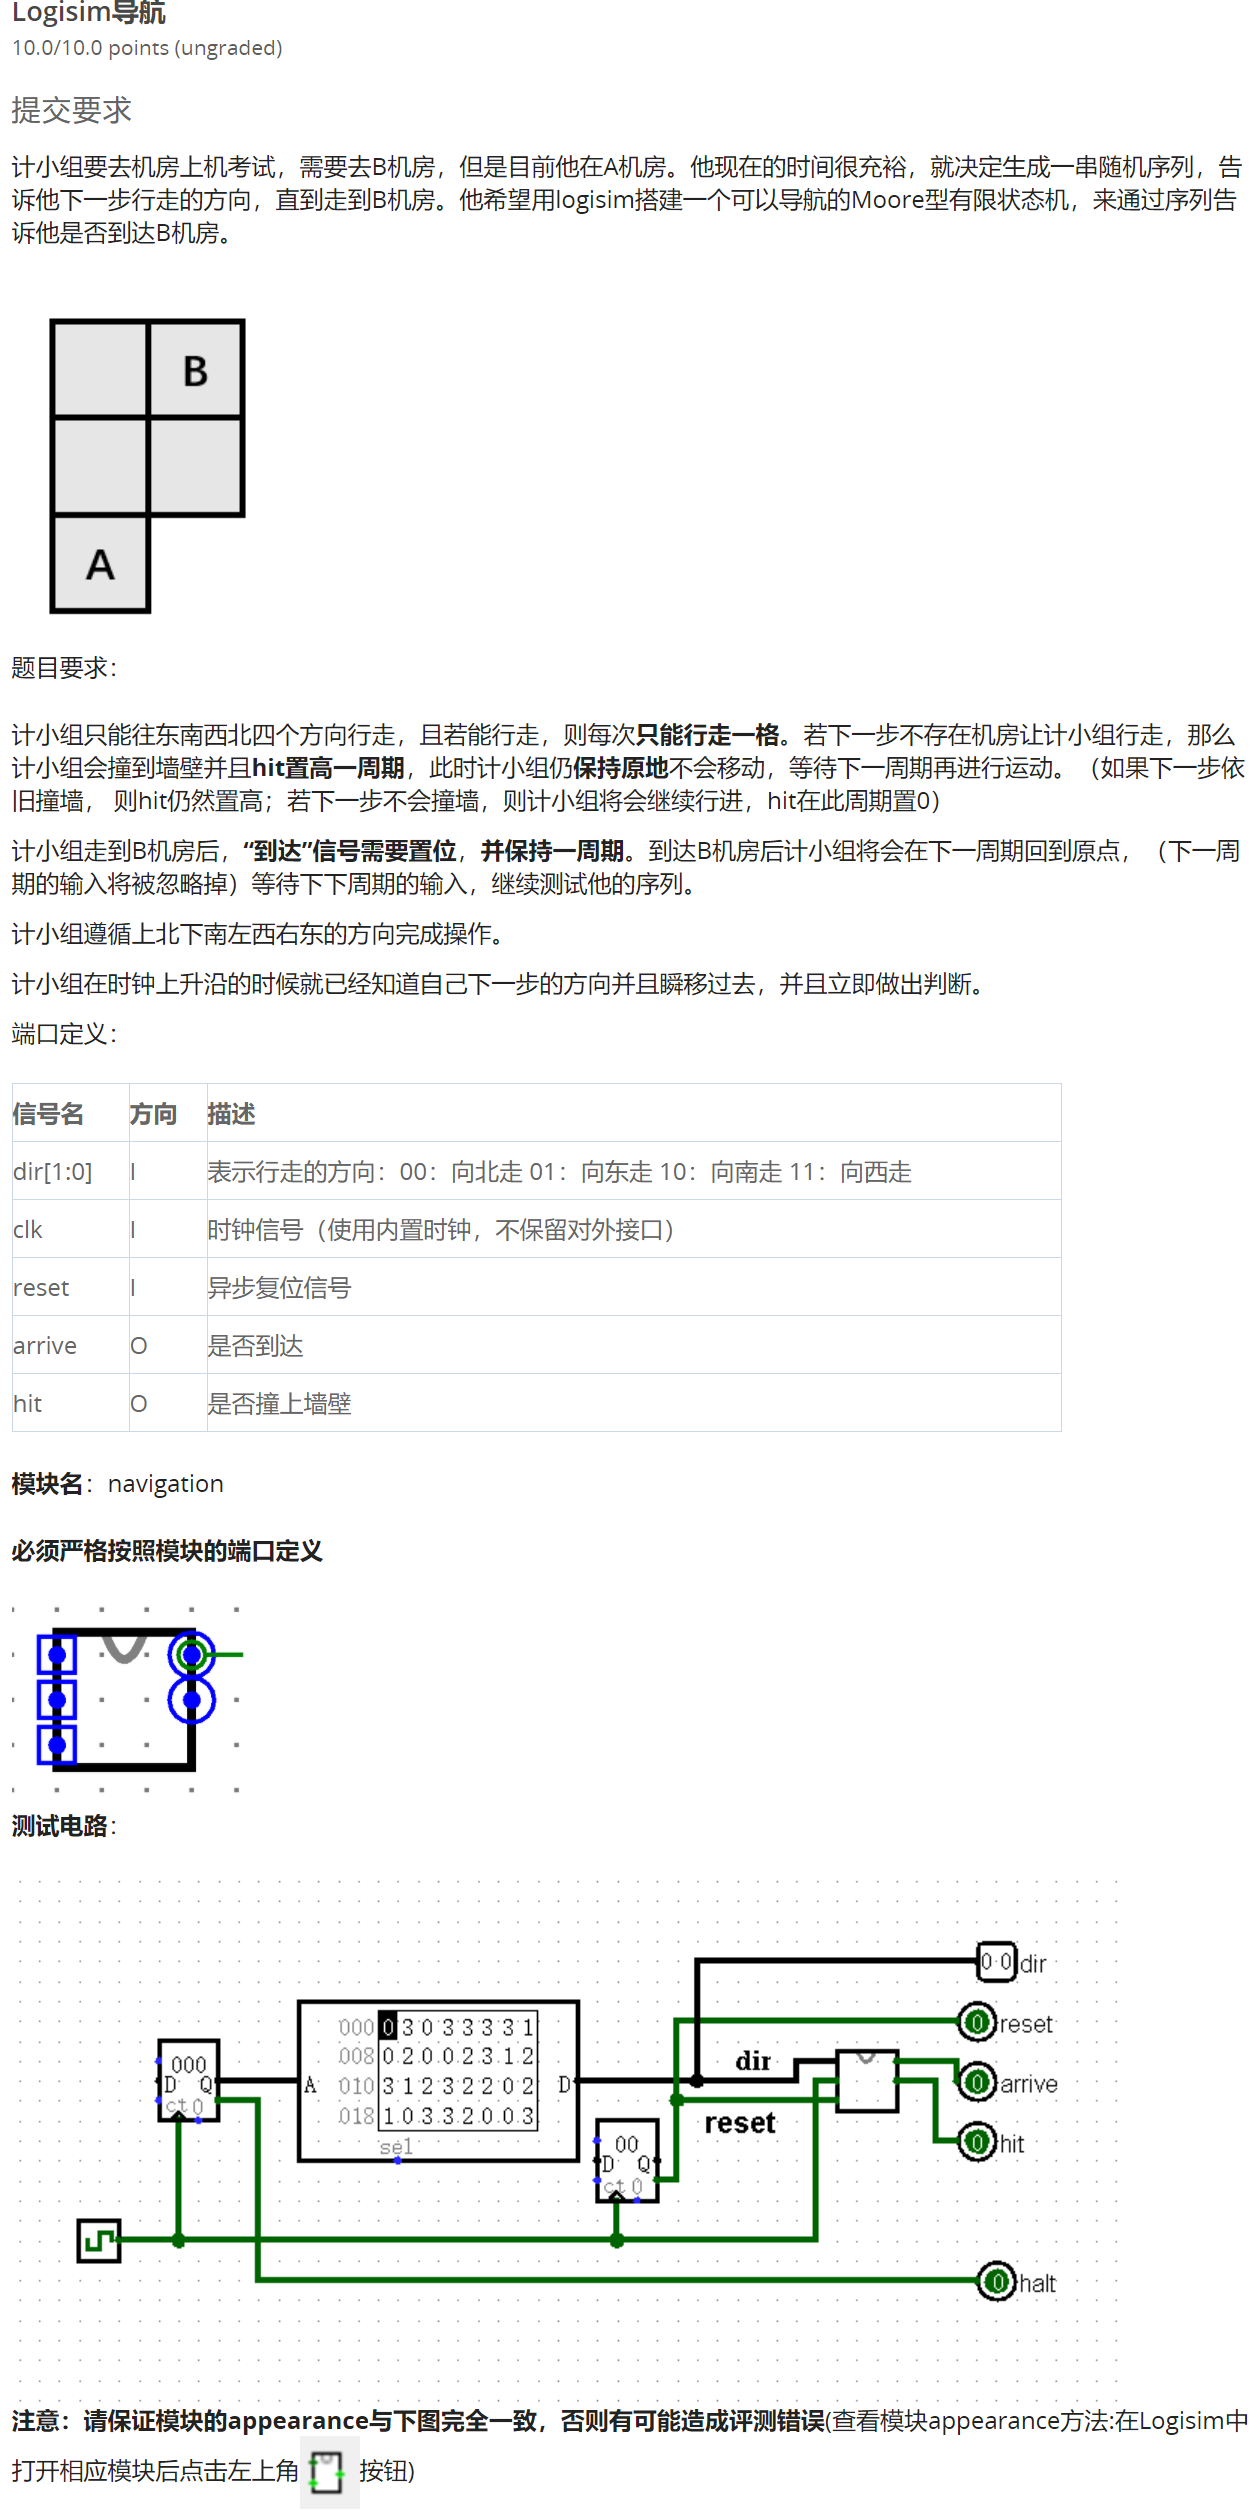 Logisim导航
10.0/10.0 points (ungraded)
提交要求
计小组要去机房上机考试，需要去B机房，但是目前他在A机房。他现在的时间很充裕，就决定生成一串随机序列，告
诉他下一步行走的方向，直到走到B机房。他希望用logisim搭建一个可以导航的Moore型有限状态机，来通过序列告
诉他是否到达B机房。
B
A
题目要求：
计小组只能往东南西北四个方向行走，且若能行走，则每次只能行走一格。若下一步不存在机房让计小组行走，那么
计小组会撞到墙壁并且hit置高一周期，此时计小组仍保持原地不会移动，等待下一周期再进行运动。（如果下一步依
旧撞墙， 则hit仍然置高；若下一步不会撞墙，则计小组将会继续行进，hit在此周期置0）
计小组走到B机房后，“到达”信号需要置位，并保持一周期。到达B机房后计小组将会在下一周期回到原点，（下一周
期的输入将被忽略掉）等待下下周期的输入，继续测试他的序列。
计小组遵循上北下南左西右东的方向完成操作。
计小组在时钟上升沿的时候就已经知道自己下一步的方向并且瞬移过去，并且立即做出判断。
端口定义：
信号名 方向 描述
dir[1:0] I 表示行走的方向：00：向北走 01：向东走 10：向南走 11：向西走
clk I 时钟信号（使用内置时钟，不保留对外接口）
reset I 异步复位信号
arrive O 是否到达
hit O 是否撞上墙壁
模块名：navigation
必须严格按照模块的端口定义
测试电路：
0 0 dir
000 0 3 0 3 3 3 3 1
0 reset
008 0 2 0 0 2 3 1 2
000
dir
D Q
A
010 3 1 2 3 2 2 0 2
D
0 arrive
ct 0
018 1 0 3 3 2 0 0 3
reset
sel
00
0 hit
D Q
ct 0
0 halt
注意：请保证模块的appearance与下图完全一致，否则有可能造成评测错误(查看模块appearance方法:在Logisim中
打开相应模块后点击左上角 按钮)